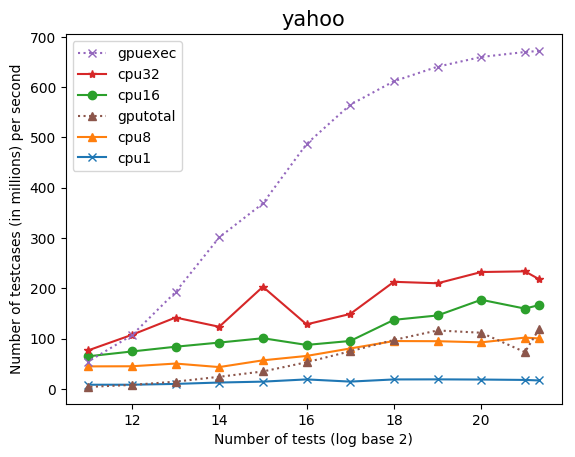 yahoo
Number of testcases (in millions) per second
700
600
500
400
300
200
100
0
gpuexec
cpu32
cpu16
gputotal
cpu8
cpu1
12 14 16 18 20
Number of tests (log base 2)